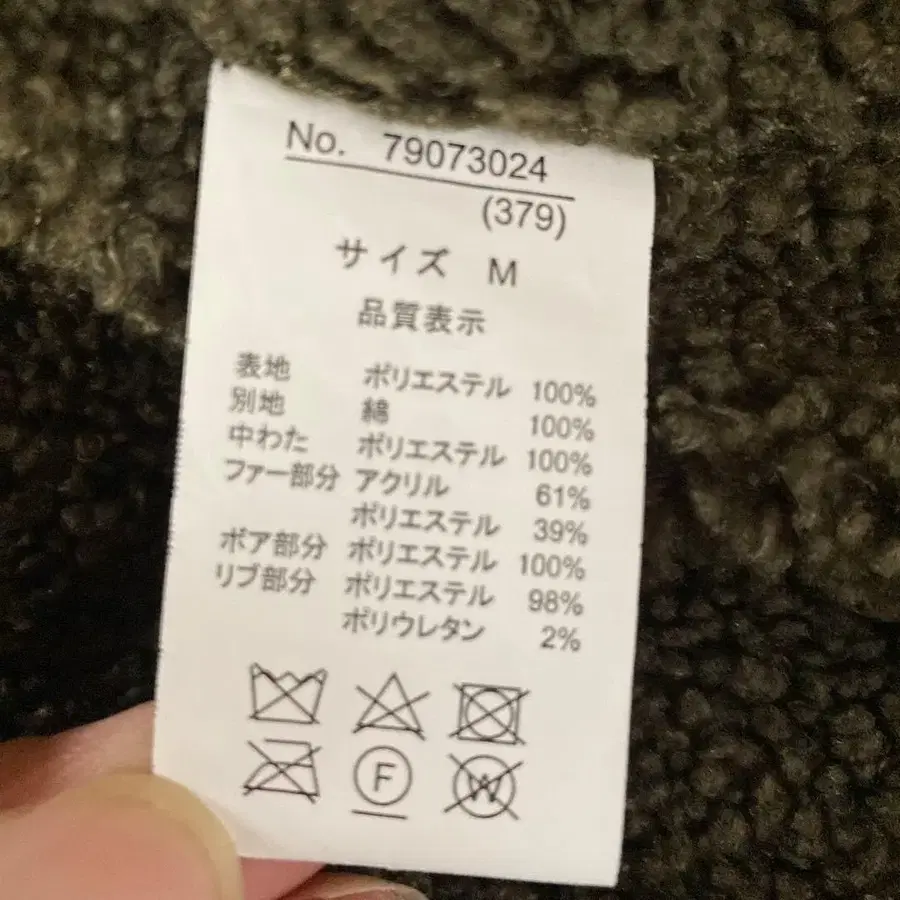 No. 79073024
(379)
サイズ M
品質表示
表地 ポリエステル 100%
別地 綿 100%
中わた ポリエステル 100%
ファー部分 アクリル 61%
ポリエステル 39%
ボア部分 ポリエステル 100%
リブ部分 ポリエステル 98%
ポリウレタン 2%
F W